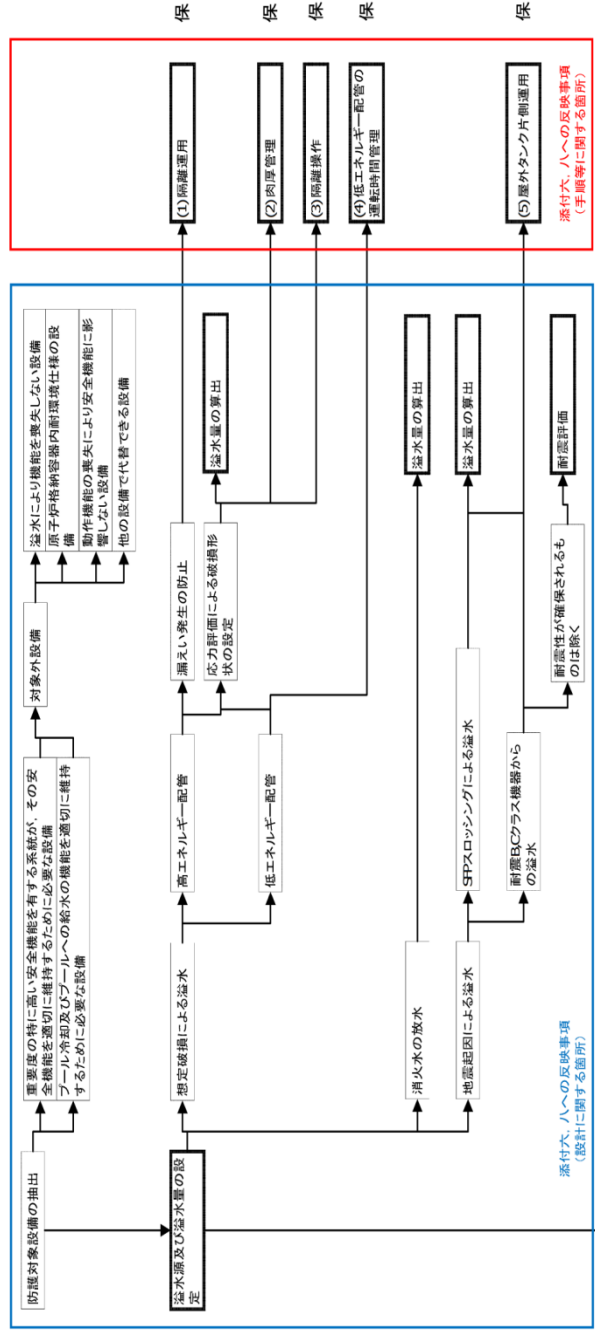 防護対象設備の抽出
重要度の特に高い安全機能を有する系統が，その安
全機能を適切に維持するために必要な設備
プール冷却及びプールへの給水の機能を適切に維持
するために必要な設備
対象外設備
溢水により機能を喪失しない設備
原子炉格納容器内耐環境仕様の設
備
動作機能の喪失により安全機能に影
響しない設備
他の設備で代替できる設備
溢水源及び溢水量の設
定
想定破損による溢水
高エネルギー配管
漏えい発生の防止
(1)隔離運用
保
応力評価による破損形
状の設定
溢水量の算出
(2)肉厚管理
保
(3)隔離操作
保
低エネルギー配管
(4)低エネルギー配管の
運転時間管理
保
消火水の放水
溢水量の算出
地震起因による溢水
SFPスロッシングによる溢水
溢水量の算出
耐震B,Cクラス機器から
の溢水
(5)屋外タンク片側運用
保
耐震性が確保されるも
のは除く
耐震評価
添付六，八への反映事項
（設計に関する箇所）
添付六，八への反映事項
（手順等に関する箇所）